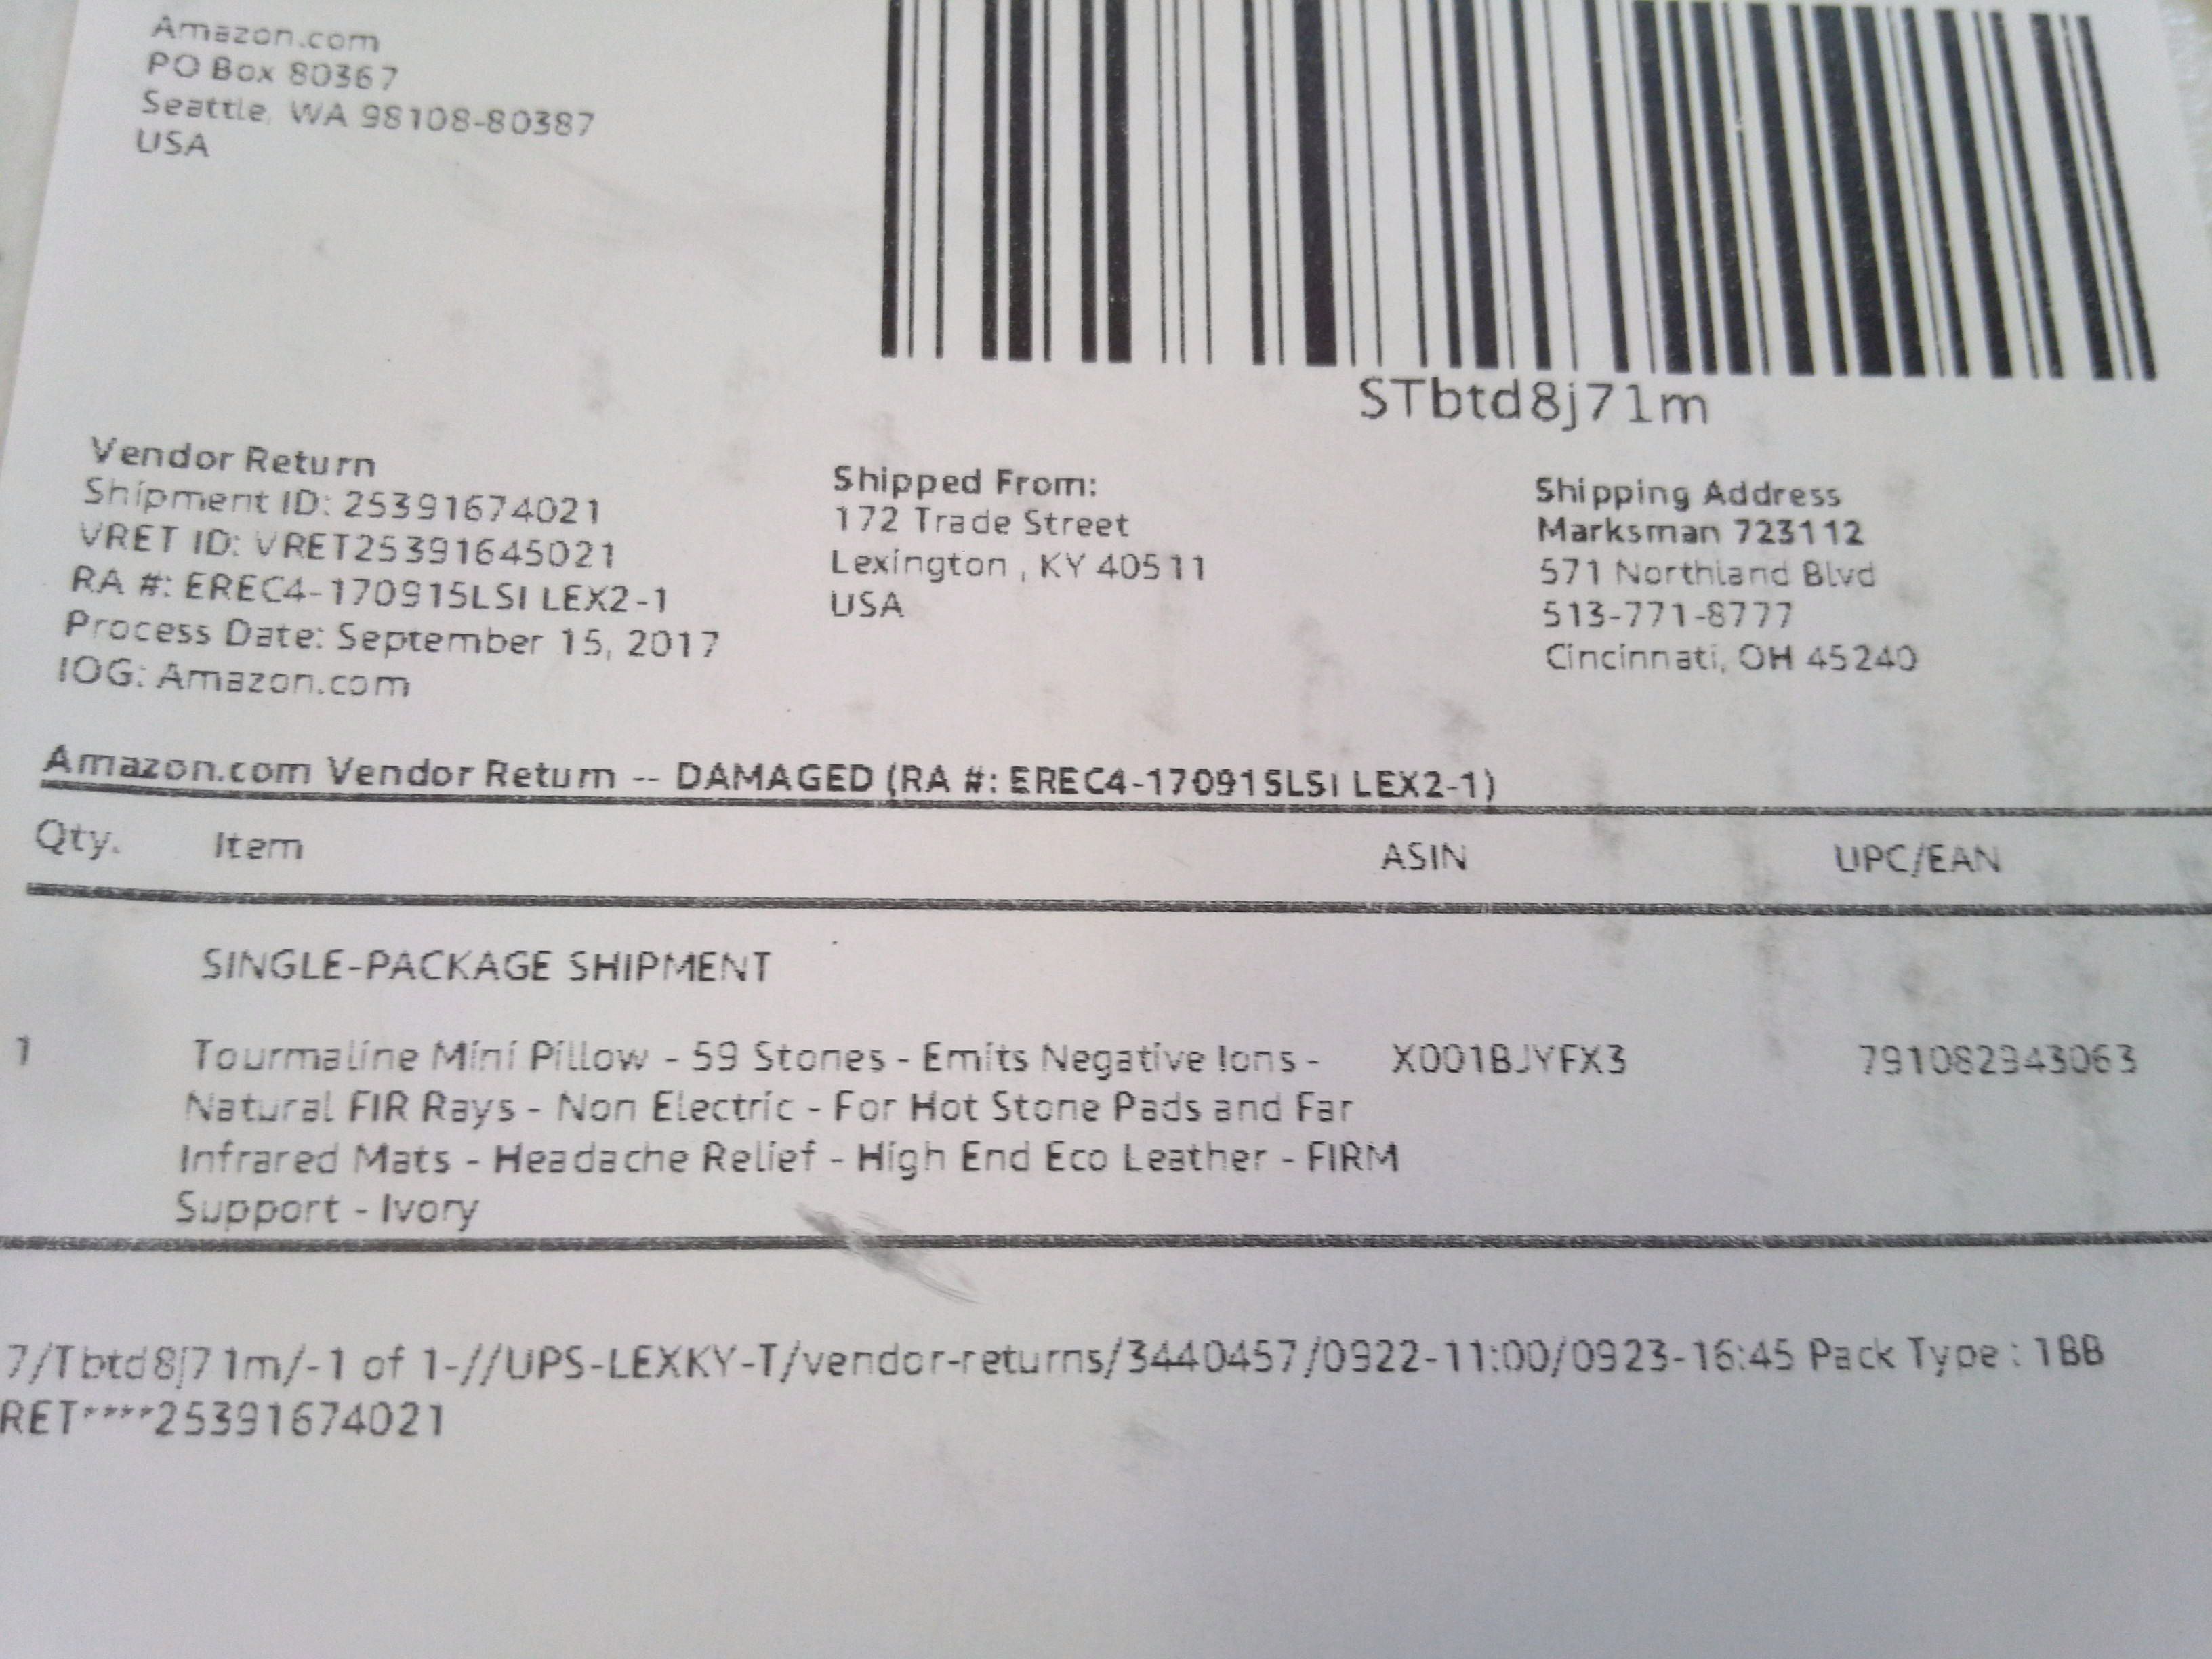 Amazon.com
PO Box 80367
Seattle, WA 98108-80387
USA
STbtd8j71m
Vendor Return
Shipment ID: 25391674021
VRET ID: VRET25391645021
RA #: EREC4-170915LSI LEX2-1
Process Date: September 15, 2017
IOG: Amazon.com
Shipped From:
172 Trade Street
Lexington , KY 40511
USA
Shipping Address
Marksman 723112
571 Northland Blvd
513-771-8777
Cincinnati, OH 45240
Amazon.com Vendor Return -- DAMAGED (RA #: EREC4-170915LSI LEX2-1)
Qty. Item ASIN UPC/EAN
SINGLE-PACKAGE SHIPMENT
1 Tourmaline Mini Pillow - 59 Stones - Emits Negative Ions - X001BJYFX3 791082943063
Natural FIR Rays - Non Electric - For Hot Stone Pads and Far
Infrared Mats - Headache Relief - High End Eco Leather - FIRM
Support - Ivory
7/Tbtd8j71m/-1 of 1-//UPS-LEXKY-T/vendor-returns/3440457/0922-11:00/0923-16:45 Pack Type : 1BB
RET****25391674021